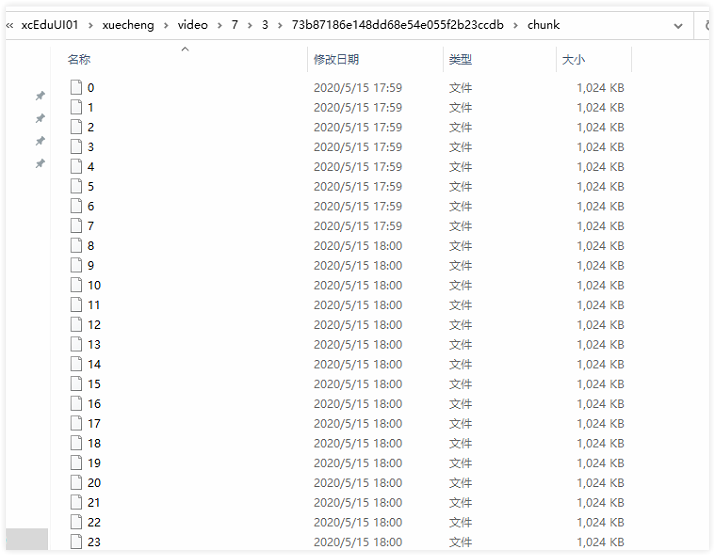 « xcEduUI01 › xuecheng › video › 7 › 3 › 73b87186e148dd68e54e055f2b23ccdb › chunk
名称 修改日期 类型 大小
0 2020/5/15 17:59 文件 1,024 KB
1 2020/5/15 17:59 文件 1,024 KB
2 2020/5/15 17:59 文件 1,024 KB
3 2020/5/15 17:59 文件 1,024 KB
4 2020/5/15 17:59 文件 1,024 KB
5 2020/5/15 17:59 文件 1,024 KB
6 2020/5/15 17:59 文件 1,024 KB
7 2020/5/15 17:59 文件 1,024 KB
8 2020/5/15 18:00 文件 1,024 KB
9 2020/5/15 18:00 文件 1,024 KB
10 2020/5/15 18:00 文件 1,024 KB
11 2020/5/15 18:00 文件 1,024 KB
12 2020/5/15 18:00 文件 1,024 KB
13 2020/5/15 18:00 文件 1,024 KB
14 2020/5/15 18:00 文件 1,024 KB
15 2020/5/15 18:00 文件 1,024 KB
16 2020/5/15 18:00 文件 1,024 KB
17 2020/5/15 18:00 文件 1,024 KB
18 2020/5/15 18:00 文件 1,024 KB
19 2020/5/15 18:00 文件 1,024 KB
20 2020/5/15 18:00 文件 1,024 KB
21 2020/5/15 18:00 文件 1,024 KB
22 2020/5/15 18:00 文件 1,024 KB
23 2020/5/15 18:00 文件 1,024 KB